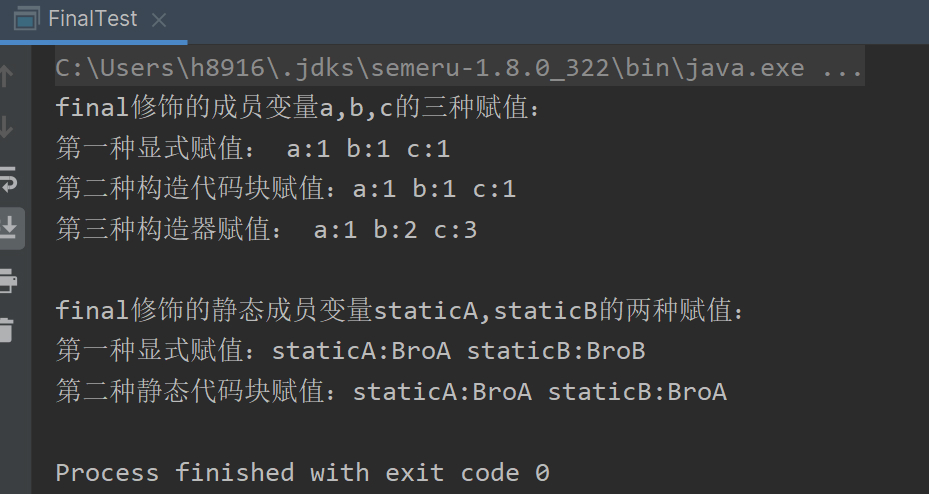 FinalTest
C:\Users\h8916\.jdks\semeru-1.8.0_322\bin\java.exe ...
final修饰的成员变量a,b,c的三种赋值：
第一种显式赋值： a:1 b:1 c:1
第二种构造代码块赋值：a:1 b:1 c:1
第三种构造器赋值： a:1 b:2 c:3
final修饰的静态成员变量staticA,staticB的两种赋值：
第一种显式赋值：staticA:BroA staticB:BroB
第二种静态代码块赋值：staticA:BroA staticB:BroA
Process finished with exit code 0